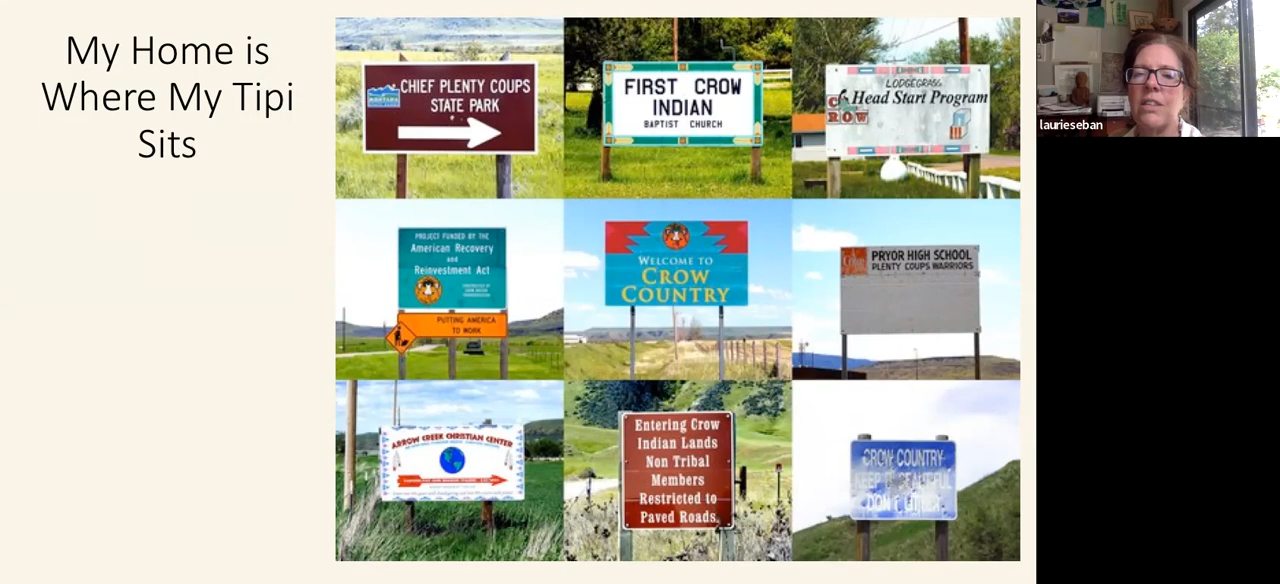 My Home is
Where My Tipi
Sits
CHIEF PLENTY COUPS
STATE PARK
MONTANA
FIRST CROW
INDIAN
BAPTIST CHURCH
LODGEGRASS
Head Start Program
CROW
PROJECT FUNDED BY THE
American Recovery
and
Reinvestment Act
PUTTING AMERICA
TO WORK
WELCOME TO
CROW
COUNTRY
PRYOR HIGH SCHOOL
PLENTY COUPS WARRIORS
ARROW CREEK CHRISTIAN CENTER
Entering Crow
Indian Lands
Non Tribal
Members
Restricted to
Paved Roads.
CROW COUNTRY
KEEP IT BEAUTIFUL
DON'T LITTER
laurieseban